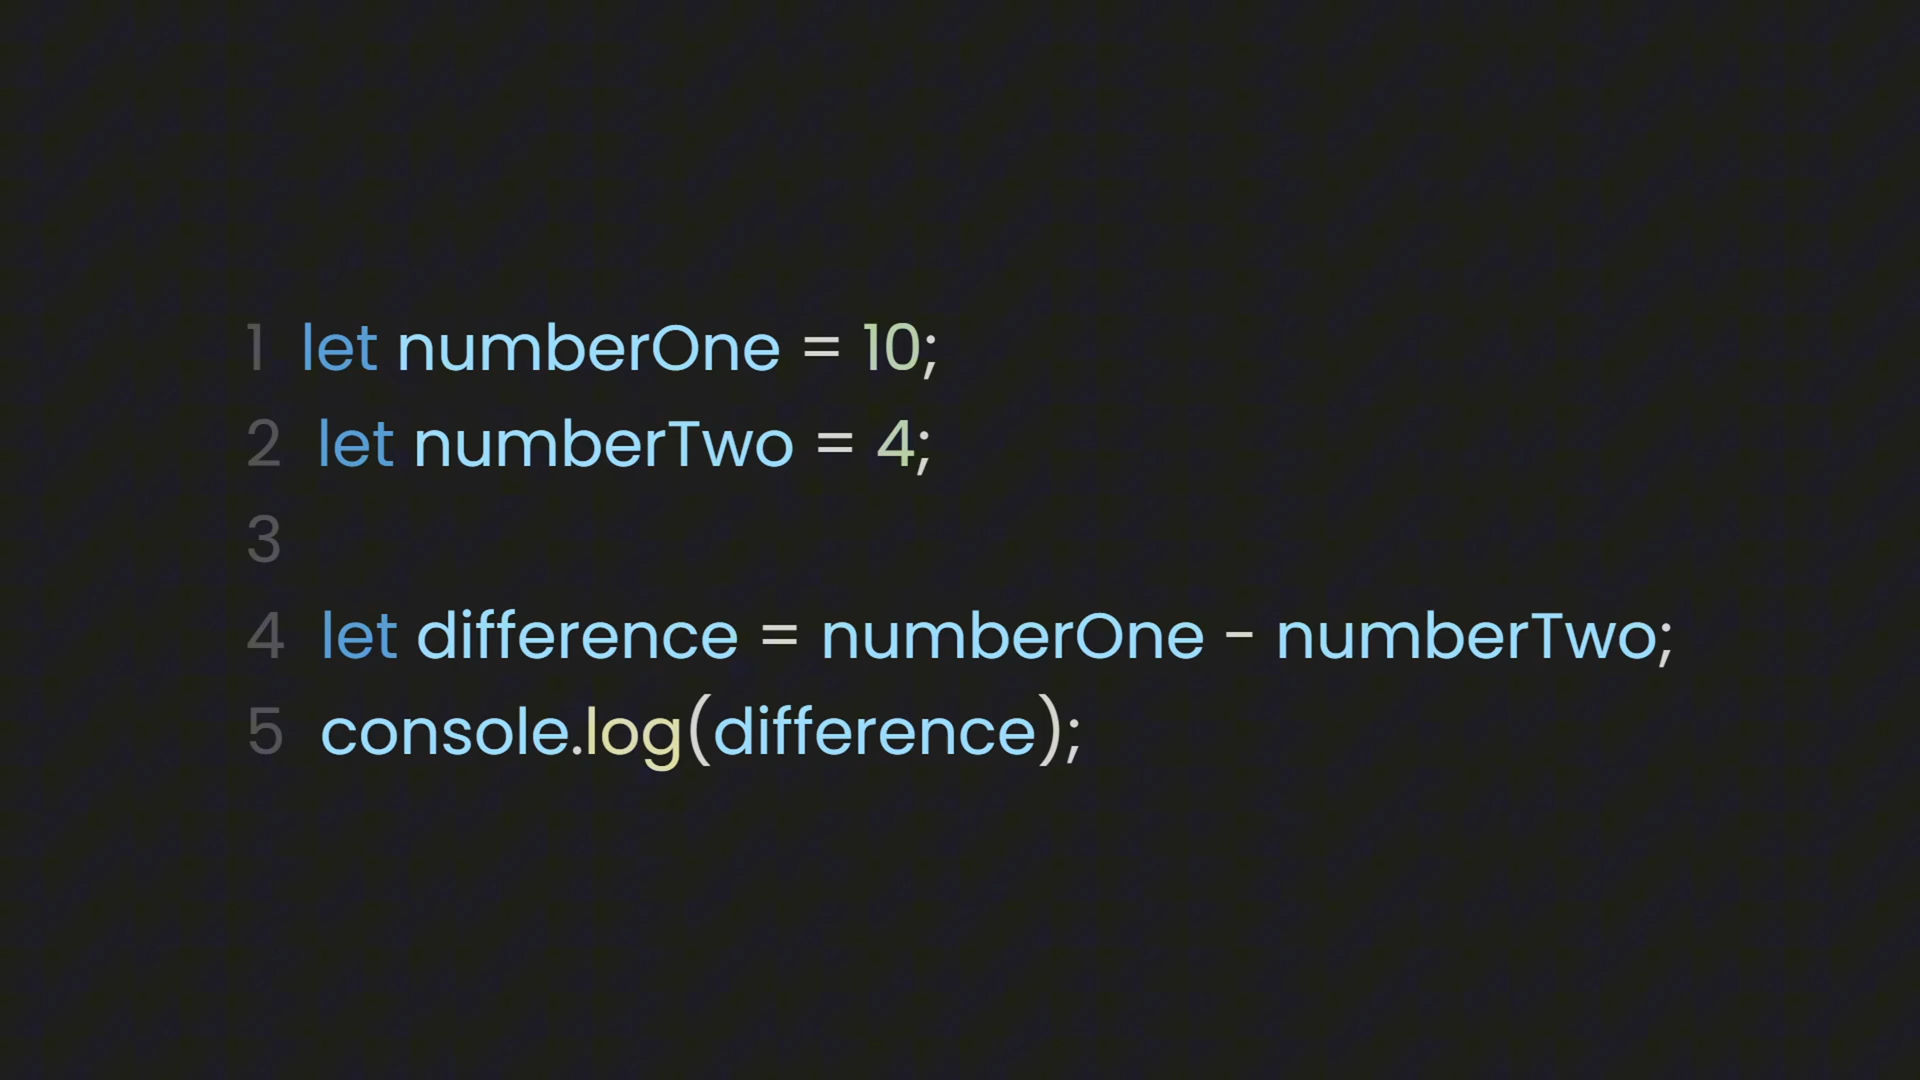 1 let numberOne = 10;
2 let numberTwo = 4;
3
4 let difference = numberOne - numberTwo;
5 console.log(difference);